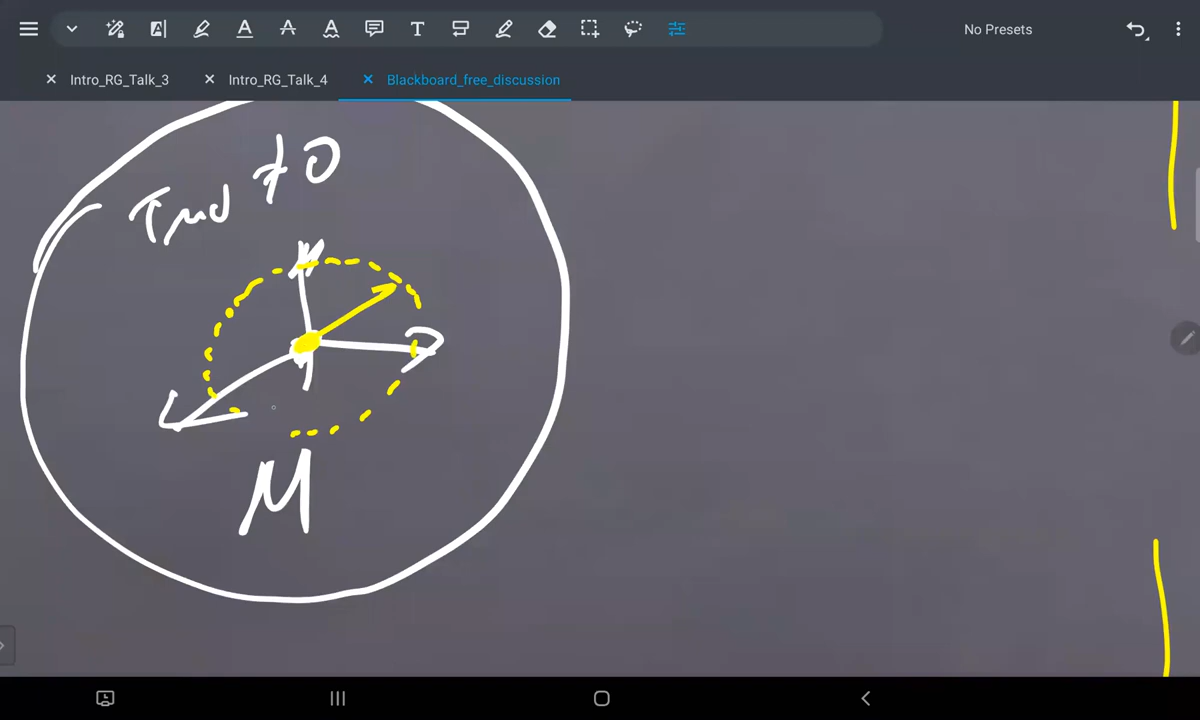 No Presets
Intro_RG_Talk_3
Intro_RG_Talk_4
Blackboard_free_discussion
Tμν ≠ 0
M